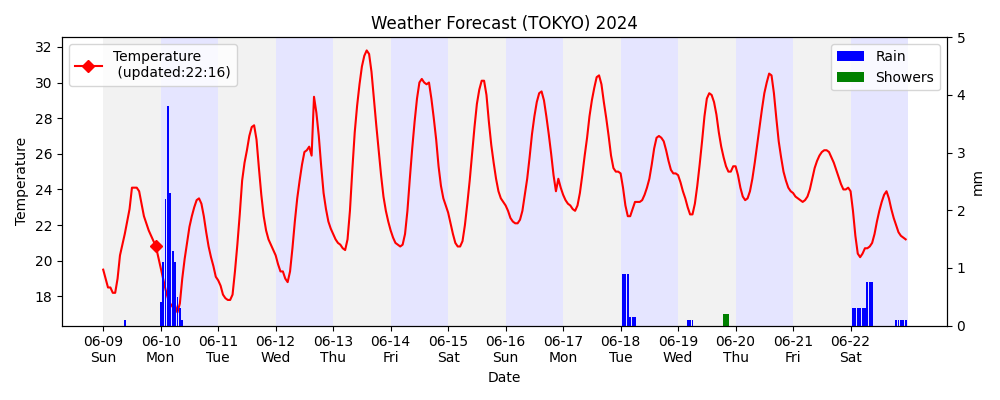 Weather Forecast (TOKYO) 2024
Temperature
(updated:22:16)
Rain
Showers
Temperature
32
30
28
26
24
22
20
18
5
4
3
2
1
0
mm
06-09 06-10 06-11 06-12 06-13 06-14 06-15 06-16 06-17 06-18 06-19 06-20 06-21 06-22
Sun Mon Tue Wed Thu Fri Sat Sun Mon Tue Wed Thu Fri Sat
Date